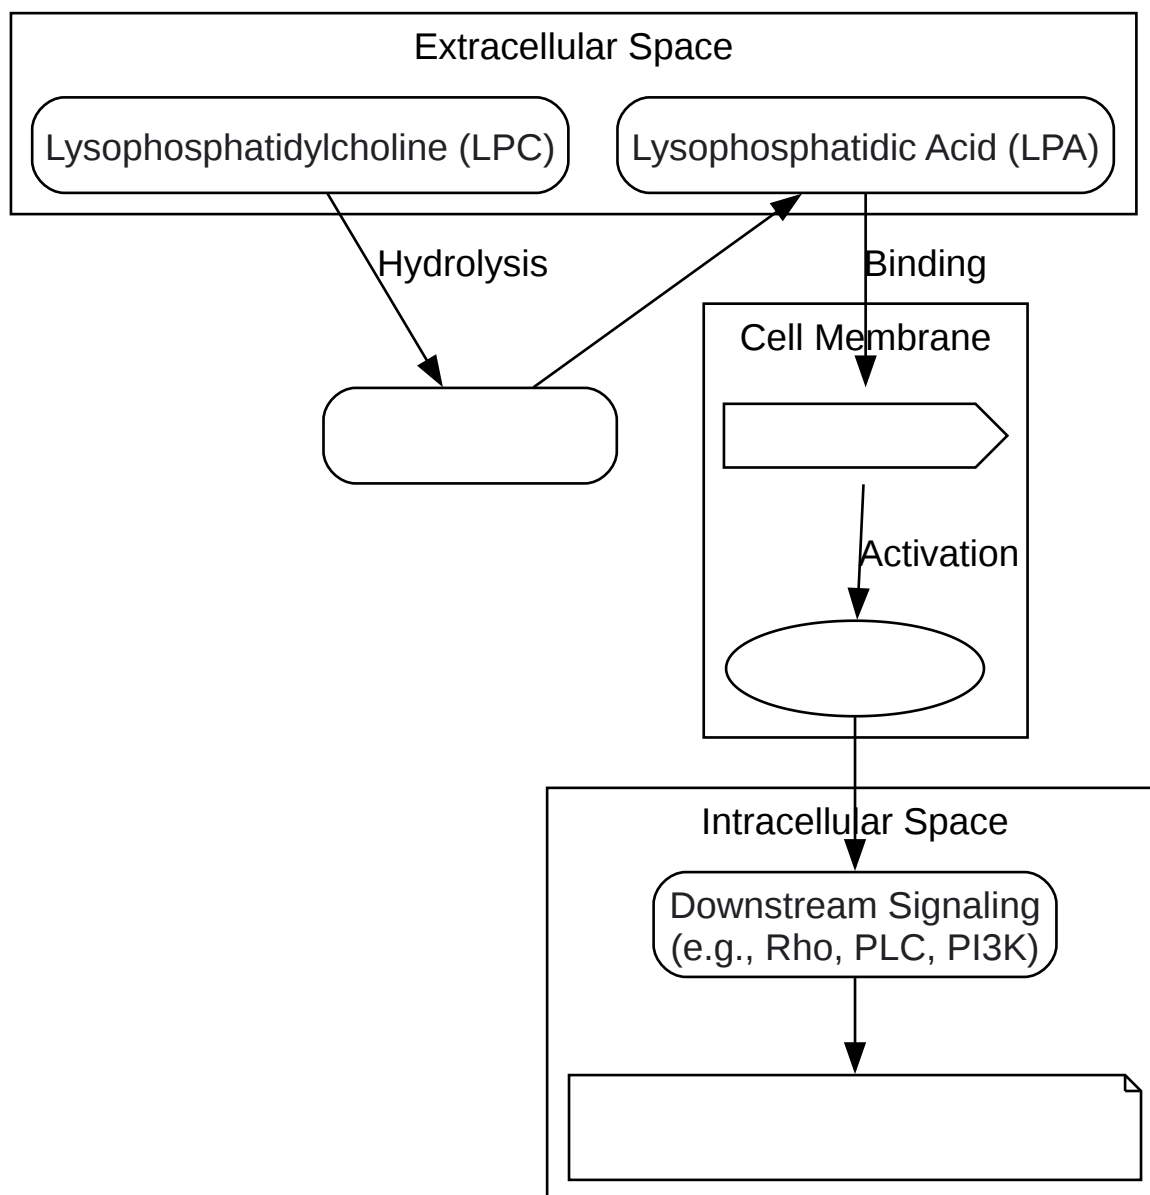 Extracellular Space
Lysophosphatidylcholine (LPC)
Lysophosphatidic Acid (LPA)
Hydrolysis
Binding
Cell Membrane
Activation
Intracellular Space
Downstream Signaling
(e.g., Rho, PLC, PI3K)